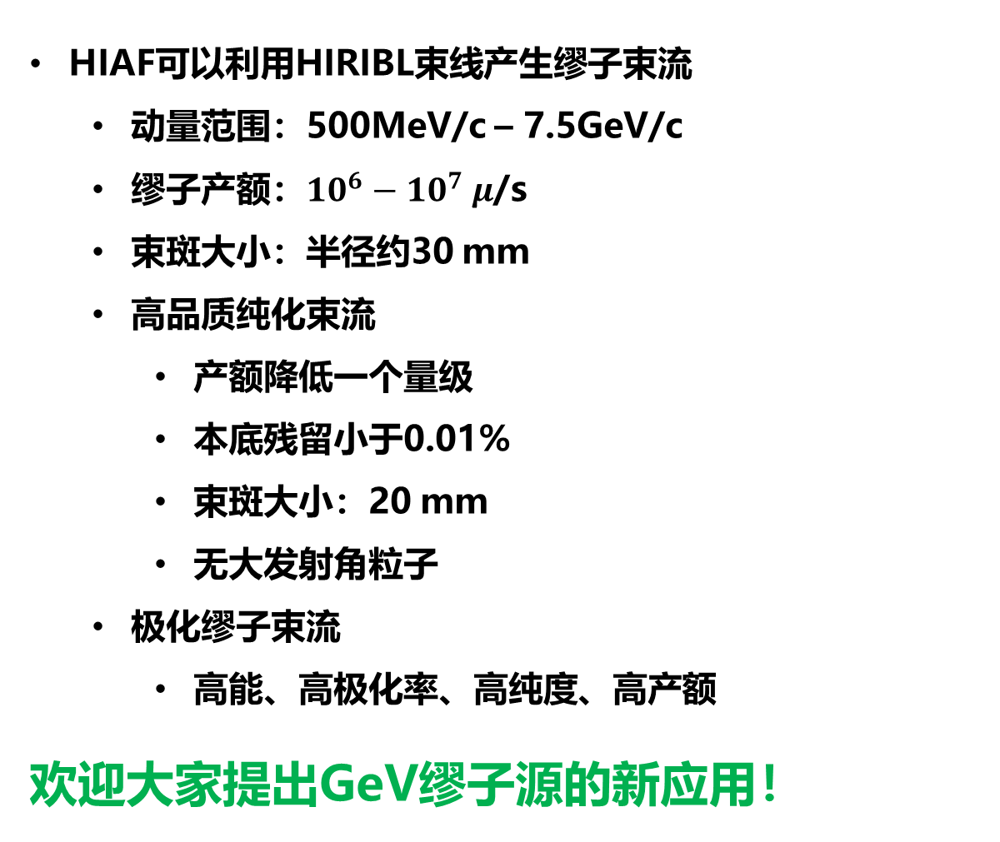 • HIAF可以利用HIRIBL束线产生缪子束流
• 动量范围：500MeV/c – 7.5GeV/c
• 缪子产额：10⁶ − 10⁷ μ/s
• 束斑大小：半径约30 mm
• 高品质纯化束流
• 产额降低一个量级
• 本底残留小于0.01%
• 束斑大小：20 mm
• 无大发射角粒子
• 极化缪子束流
• 高能、高极化率、高纯度、高产额
欢迎大家提出GeV缪子源的新应用！